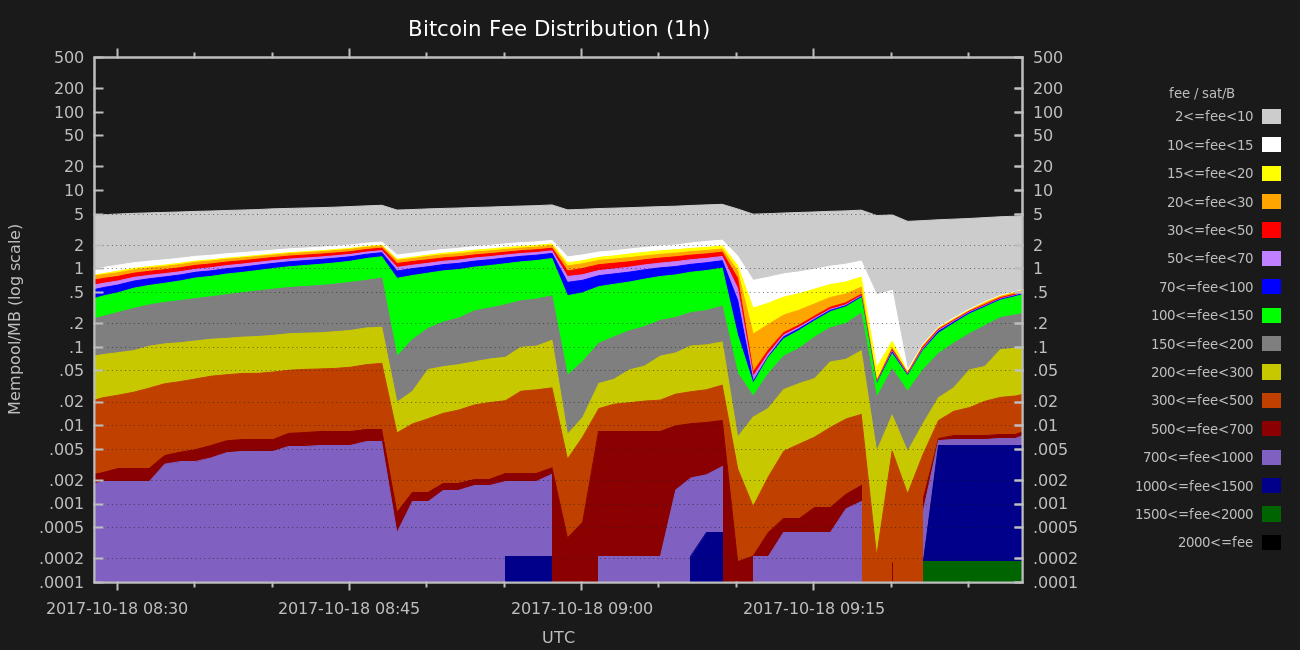 Bitcoin Fee Distribution (1h)
Mempool/MB (log scale)
500
200
100
50
20
10
5
2
1
.5
.2
.1
.05
.02
.01
.005
.002
.001
.0005
.0002
.0001
500
200
100
50
20
10
5
2
1
.5
.2
.1
.05
.02
.01
.005
.002
.001
.0005
.0002
.0001
2017-10-18 08:30
2017-10-18 08:45
2017-10-18 09:00
2017-10-18 09:15
UTC
fee / sat/B
2<=fee<10
10<=fee<15
15<=fee<20
20<=fee<30
30<=fee<50
50<=fee<70
70<=fee<100
100<=fee<150
150<=fee<200
200<=fee<300
300<=fee<500
500<=fee<700
700<=fee<1000
1000<=fee<1500
1500<=fee<2000
2000<=fee